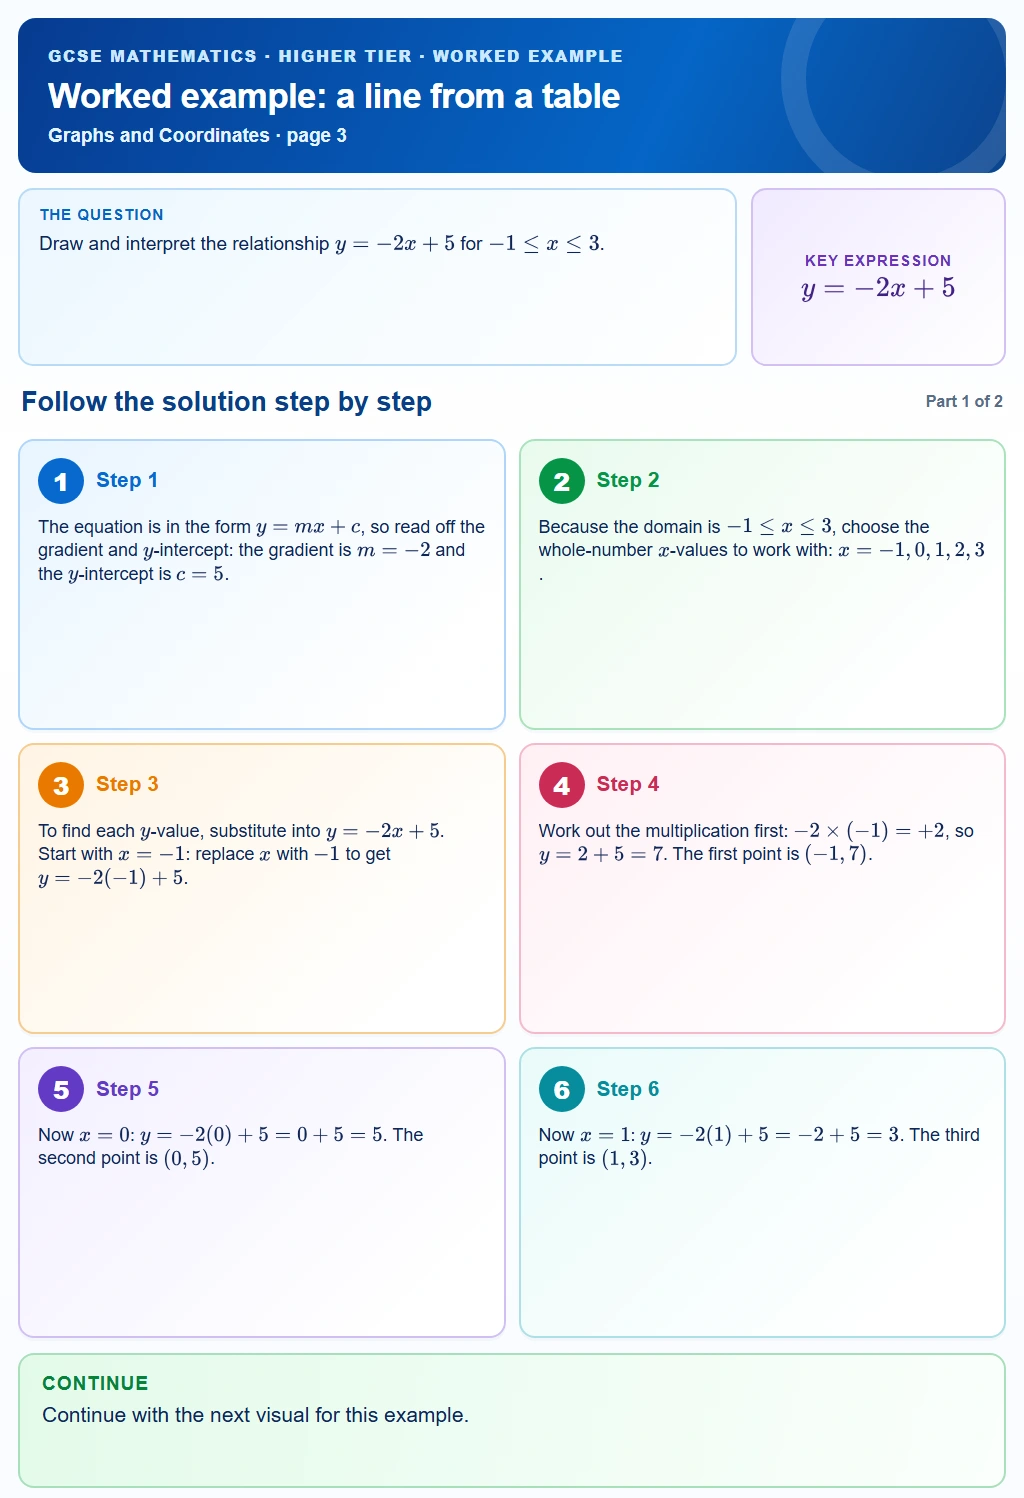 GCSE MATHEMATICS · HIGHER TIER · WORKED EXAMPLE
Worked example: a line from a table
Graphs and Coordinates · page 3
THE QUESTION
Draw and interpret the relationship y = −2x + 5 for −1 ≤ x ≤ 3.
KEY EXPRESSION
y = −2x + 5
Follow the solution step by step
Part 1 of 2
1 Step 1
The equation is in the form y = mx + c, so read off the
gradient and y-intercept: the gradient is m = −2 and
the y-intercept is c = 5.
2 Step 2
Because the domain is −1 ≤ x ≤ 3, choose the
whole-number x-values to work with: x = −1, 0, 1, 2, 3
.
3 Step 3
To find each y-value, substitute into y = −2x + 5.
Start with x = −1: replace x with −1 to get
y = −2(−1) + 5.
4 Step 4
Work out the multiplication first: −2 × (−1) = +2, so
y = 2 + 5 = 7. The first point is (−1, 7).
5 Step 5
Now x = 0: y = −2(0) + 5 = 0 + 5 = 5. The
second point is (0, 5).
6 Step 6
Now x = 1: y = −2(1) + 5 = −2 + 5 = 3. The third
point is (1, 3).
CONTINUE
Continue with the next visual for this example.